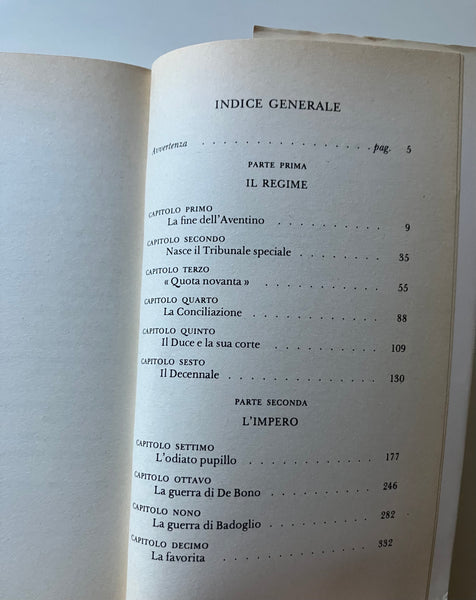 INDICE GENERALE
Avvertenza . . . . . . . . . . . . . . pag. 5
PARTE PRIMA
IL REGIME
CAPITOLO PRIMO
La fine dell'Aventino . . . . . . . . . . 9
CAPITOLO SECONDO
Nasce il Tribunale speciale . . . . . . . . 35
CAPITOLO TERZO
« Quota novanta » . . . . . . . . . . . 55
CAPITOLO QUARTO
La Conciliazione . . . . . . . . . . . 88
CAPITOLO QUINTO
Il Duce e la sua corte . . . . . . . . . . 109
CAPITOLO SESTO
Il Decennale . . . . . . . . . . . . . 130
PARTE SECONDA
L'IMPERO
CAPITOLO SETTIMO
L'odiato pupillo . . . . . . . . . . . 177
CAPITOLO OTTAVO
La guerra di De Bono . . . . . . . . . . 246
CAPITOLO NONO
La guerra di Badoglio . . . . . . . . . . 282
CAPITOLO DECIMO
La favorita . . . . . . . . . . . . . 332